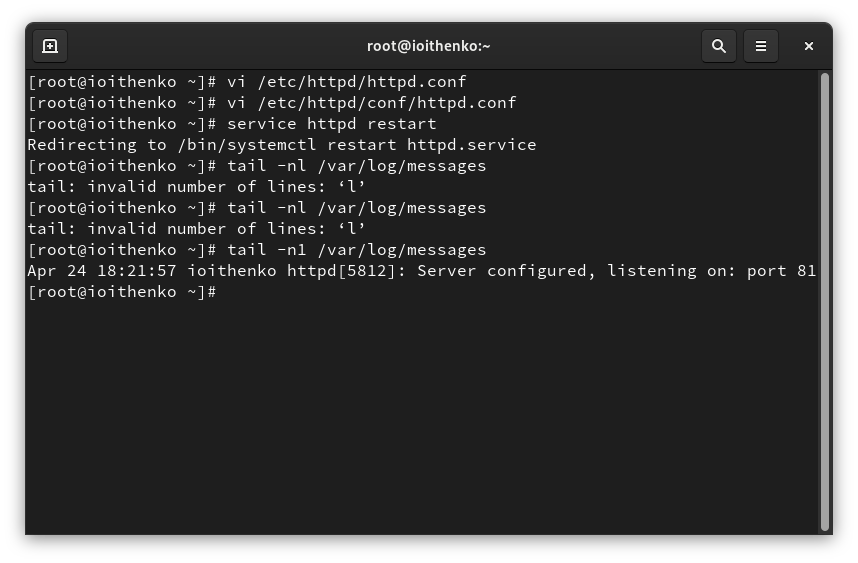 root@ioithenko:~
[root@ioithenko ~]# vi /etc/httpd/httpd.conf
[root@ioithenko ~]# vi /etc/httpd/conf/httpd.conf
[root@ioithenko ~]# service httpd restart
Redirecting to /bin/systemctl restart httpd.service
[root@ioithenko ~]# tail -nl /var/log/messages
tail: invalid number of lines: ‘l’
[root@ioithenko ~]# tail -nl /var/log/messages
tail: invalid number of lines: ‘l’
[root@ioithenko ~]# tail -n1 /var/log/messages
Apr 24 18:21:57 ioithenko httpd[5812]: Server configured, listening on: port 81
[root@ioithenko ~]#